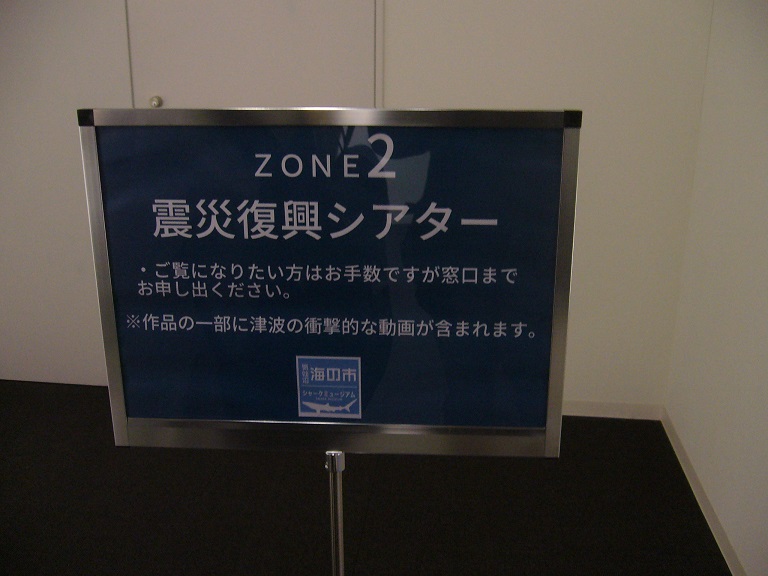 ZONE2
震災復興シアター
・ご覧になりたい方はお手数ですが窓口まで
お申し出ください。
※作品の一部に津波の衝撃的な動画が含まれます。
海の市
シャークミュージアム